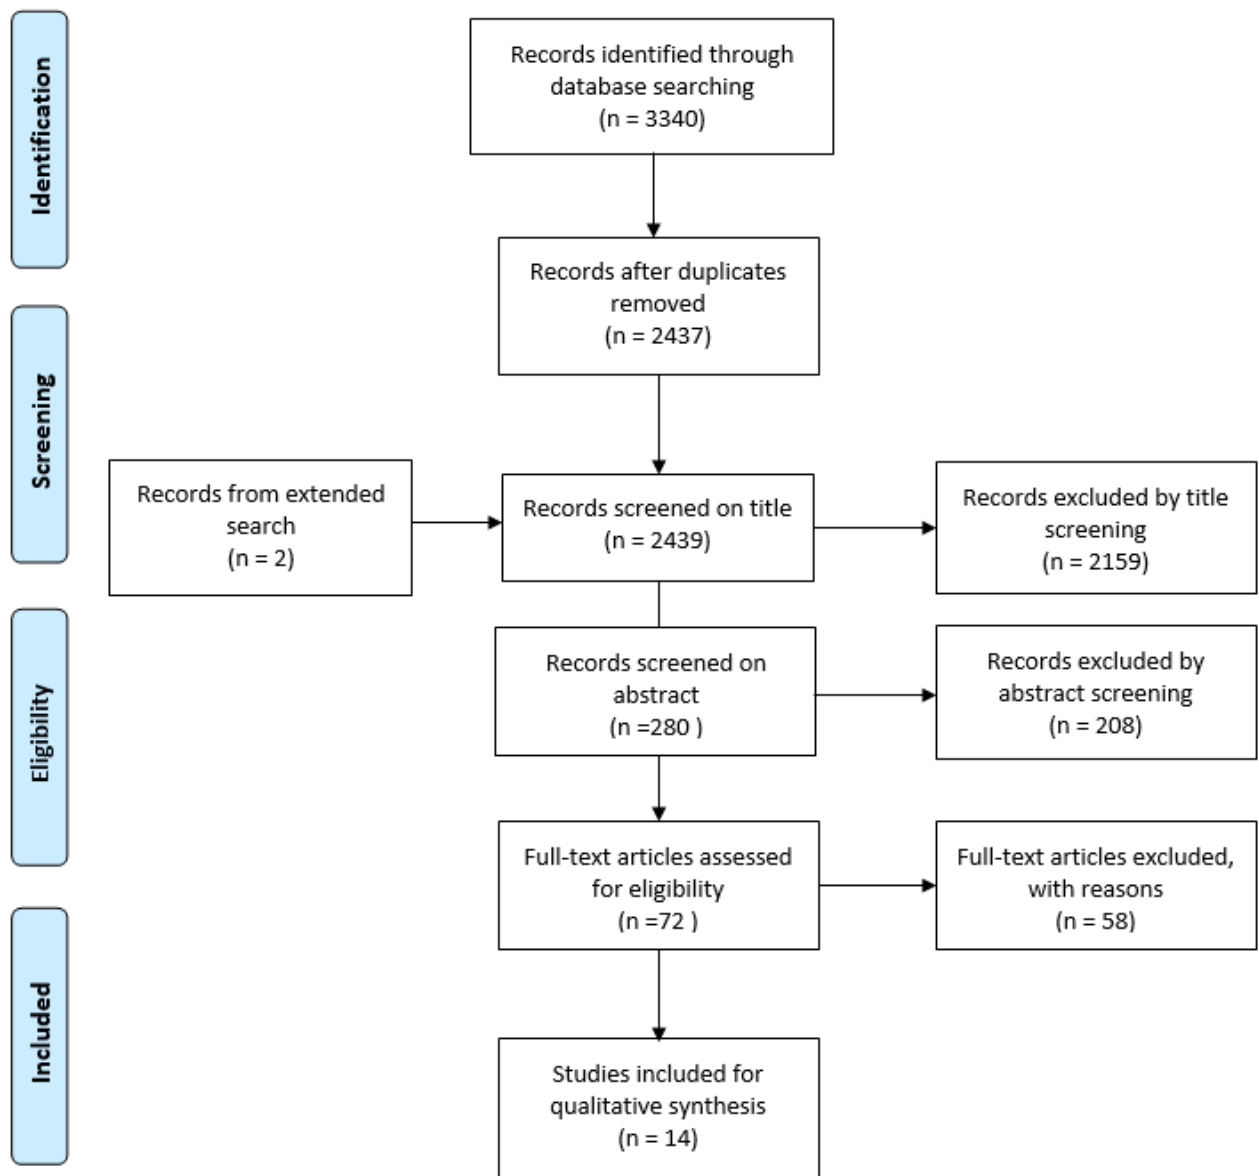 Identification
Records identified through
database searching
(n = 3340)
Records after duplicates
removed
(n = 2437)
Screening
Records from extended
search
(n = 2)
Records screened on title
(n = 2439)
Records excluded by title
screening
(n = 2159)
Eligibility
Records screened on
abstract
(n =280 )
Records excluded by
abstract screening
(n = 208)
Full-text articles assessed
for eligibility
(n =72 )
Full-text articles excluded,
with reasons
(n = 58)
Included
Studies included for
qualitative synthesis
(n = 14)